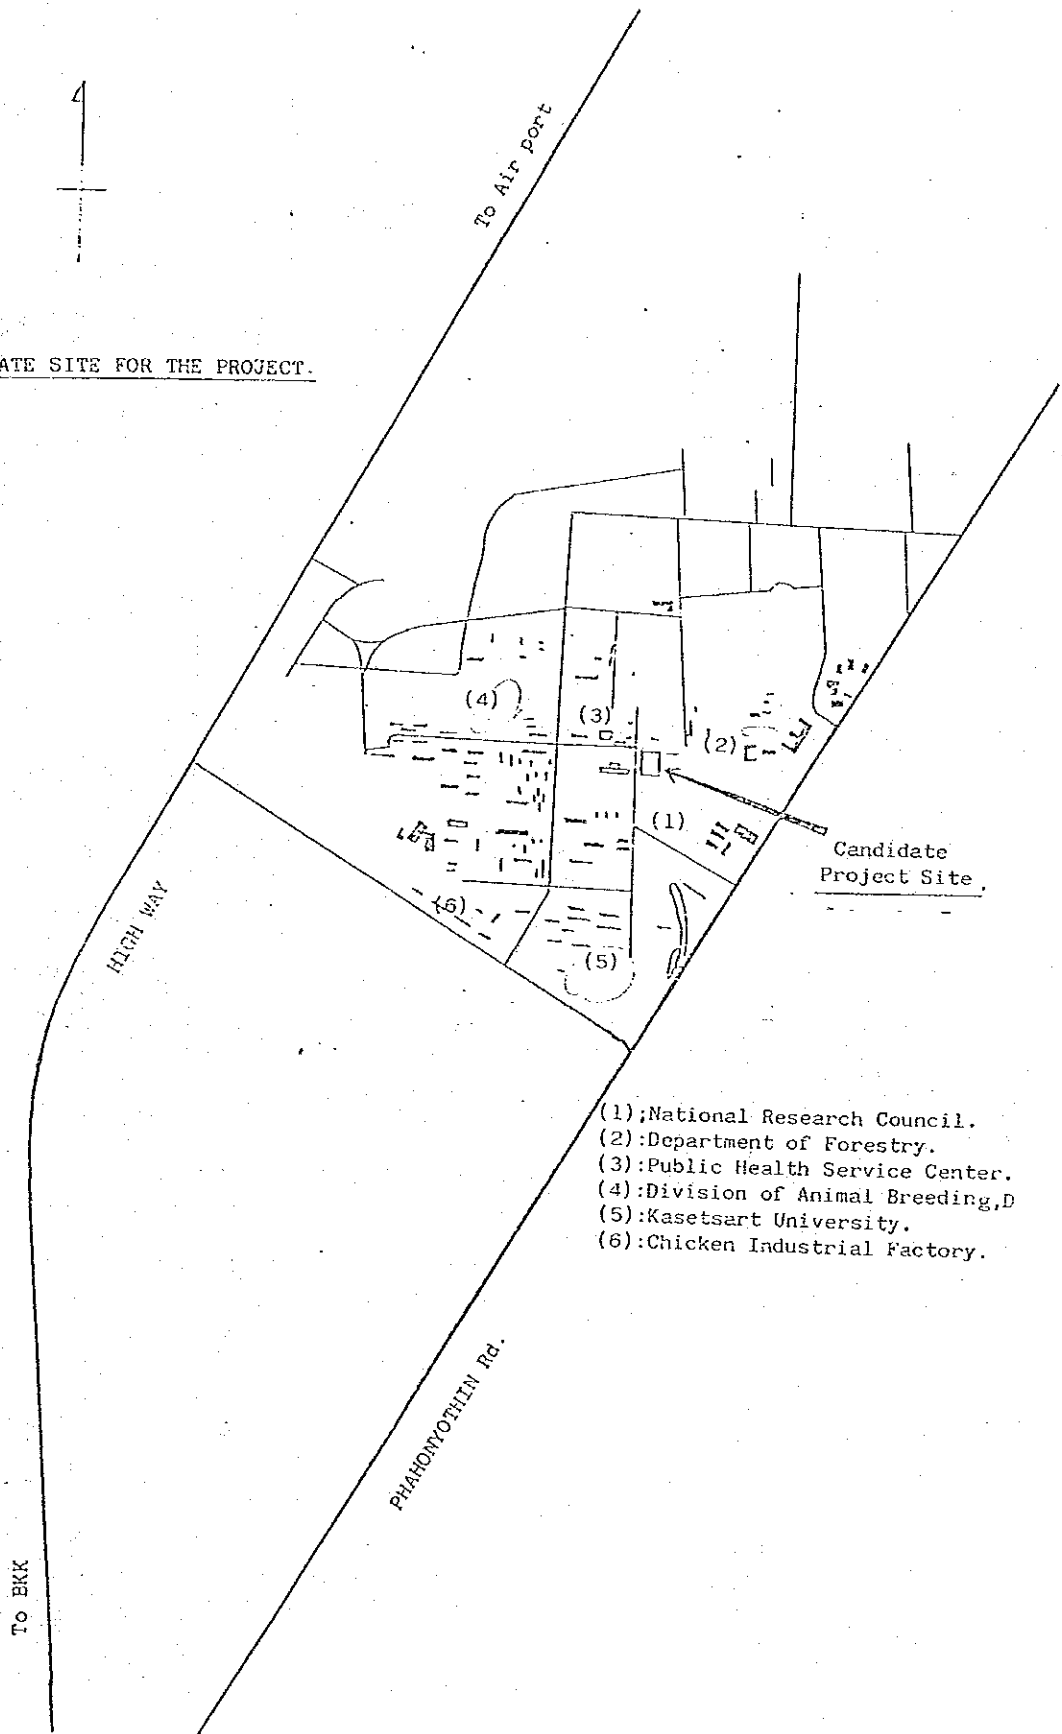 To Air port
ATE SITE FOR THE PROJECT.
(4)
(3)
(2)
(1)
Candidate
Project Site
(6)
(5)
HIGH WAY
(1);National Research Council.
(2):Department of Forestry.
(3):Public Health Service Center.
(4):Division of Animal Breeding,D
(5):Kasetsart University.
(6):Chicken Industrial Factory.
PHAHONYOTHIN Rd.
To BKK